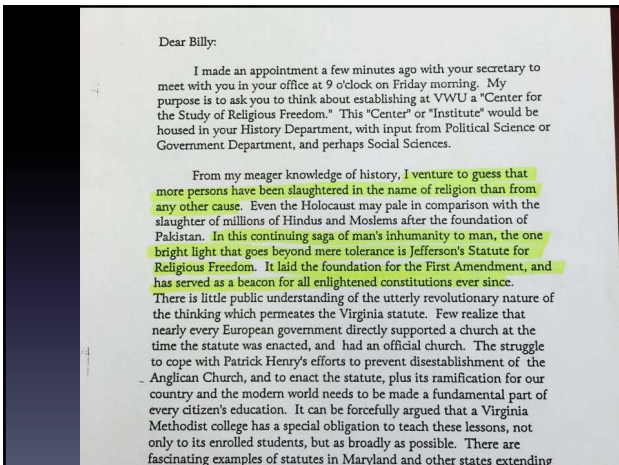 Dear Billy:
I made an appointment a few minutes ago with your secretary to
meet with you in your office at 9 o'clock on Friday morning. My
purpose is to ask you to think about establishing at VWU a "Center for
the Study of Religious Freedom." This "Center" or "Institute" would be
housed in your History Department, with input from Political Science or
Government Department, and perhaps Social Sciences.
From my meager knowledge of history, I venture to guess that
more persons have been slaughtered in the name of religion than from
any other cause. Even the Holocaust may pale in comparison with the
slaughter of millions of Hindus and Moslems after the foundation of
Pakistan. In this continuing saga of man's inhumanity to man, the one
bright light that goes beyond mere tolerance is Jefferson's Statute for
Religious Freedom. It laid the foundation for the First Amendment, and
has served as a beacon for all enlightened constitutions ever since.
There is little public understanding of the utterly revolutionary nature of
the thinking which permeates the Virginia statute. Few realize that
nearly every European government directly supported a church at the
time the statute was enacted, and had an official church. The struggle
to cope with Patrick Henry's efforts to prevent disestablishment of the
Anglican Church, and to enact the statute, plus its ramification for our
country and the modern world needs to be made a fundamental part of
every citizen's education. It can be forcefully argued that a Virginia
Methodist college has a special obligation to teach these lessons, not
only to its enrolled students, but as broadly as possible. There are
fascinating examples of statutes in Maryland and other states extending